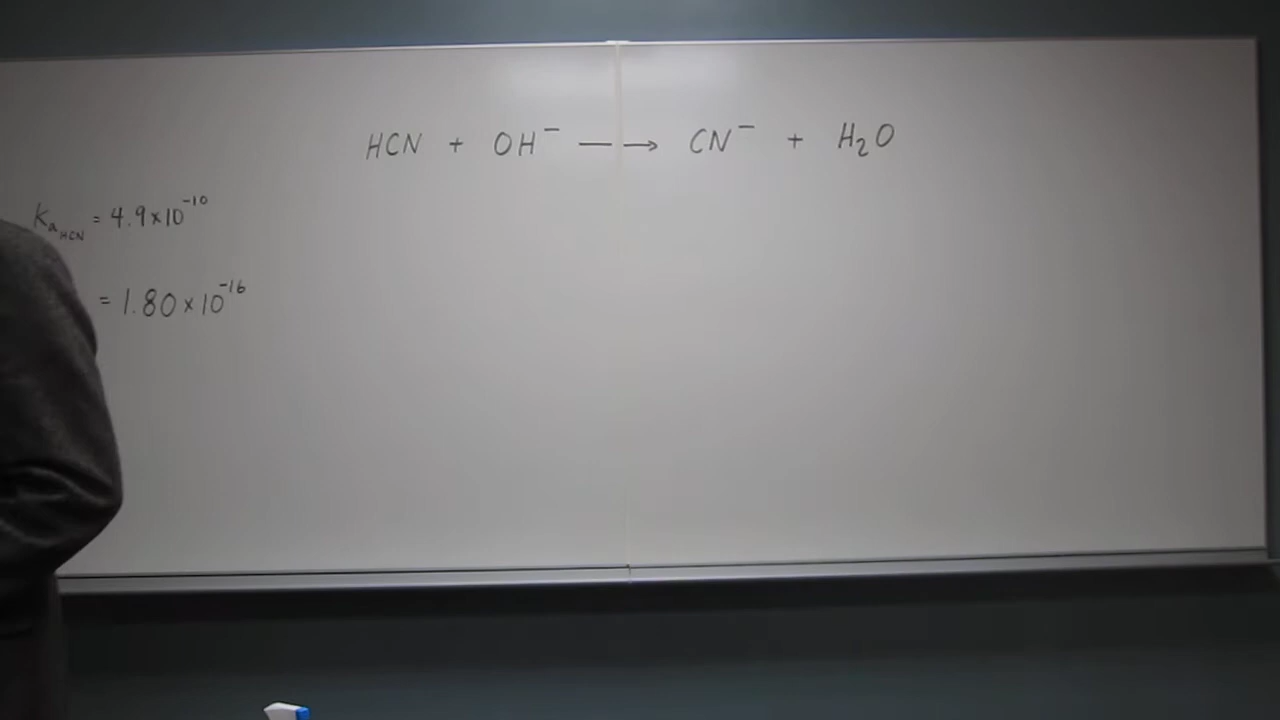 HCN + OH⁻ → CN⁻ + H₂O
Ka HCN = 4.9×10⁻¹⁰
= 1.80×10⁻¹⁶